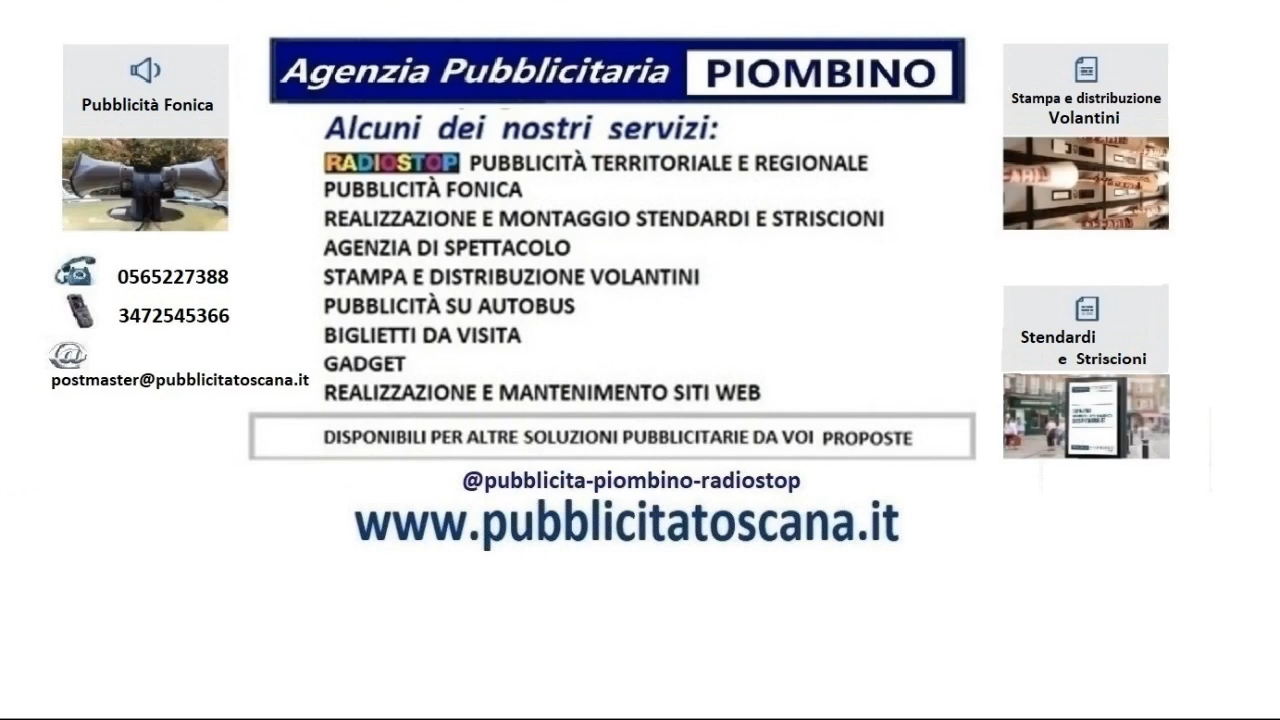 Agenzia Pubblicitaria PIOMBINO
Pubblicità Fonica
0565227388
3472545366
postmaster@pubblicitatoscana.it
Alcuni dei nostri servizi:
RADIOSTOP PUBBLICITÀ TERRITORIALE E REGIONALE
PUBBLICITÀ FONICA
REALIZZAZIONE E MONTAGGIO STENDARDI E STRISCIONI
AGENZIA DI SPETTACOLO
STAMPA E DISTRIBUZIONE VOLANTINI
PUBBLICITÀ SU AUTOBUS
BIGLIETTI DA VISITA
GADGET
REALIZZAZIONE E MANTENIMENTO SITI WEB
DISPONIBILI PER ALTRE SOLUZIONI PUBBLICITARIE DA VOI PROPOSTE
@pubblicita-piombino-radiostop
www.pubblicitatoscana.it
Stampa e distribuzione
Volantini
Stendardi
e Striscioni